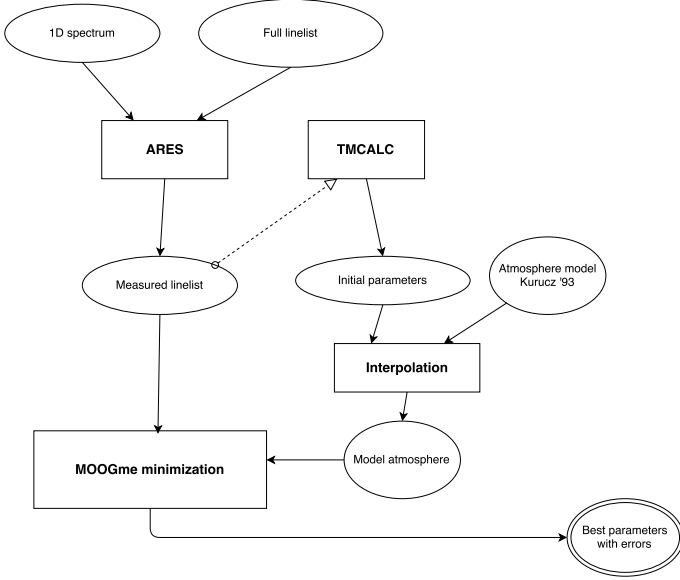 1D spectrum
Full linelist
ARES
TMCALC
Measured linelist
Initial parameters
Atmosphere model
Kurucz '93
Interpolation
Model atmosphere
MOOGme minimization
Best parameters
with errors